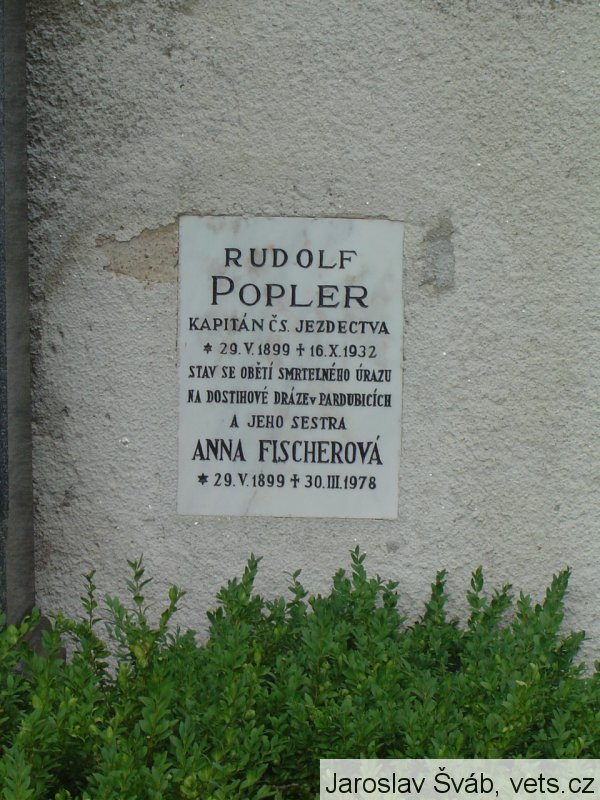 RUDOLF
POPLER
KAPITÁN ČS. JEZDECTVA
* 29. V. 1899 ✝ 16. X. 1932
STAV SE OBĚTÍ SMRTELNÉHO ÚRAZU
NA DOSTIHOVÉ DRÁZE V PARDUBICÍCH
A JEHO SESTRA
ANNA FISCHEROVÁ
* 29. V. 1899 ✝ 30. III. 1978
Jaroslav Šváb, vets.cz